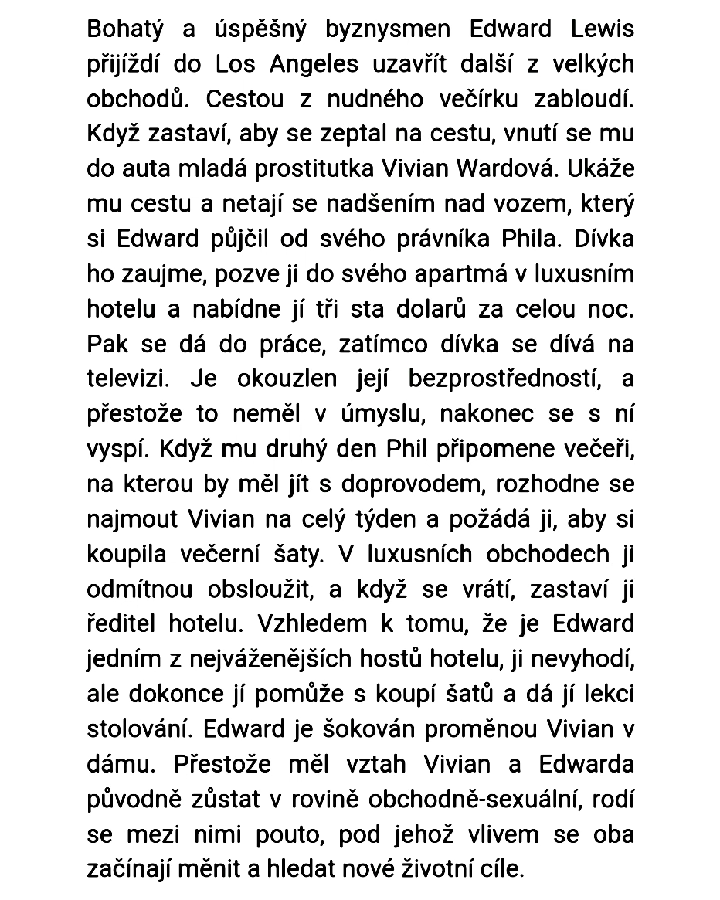 Bohatý a úspěšný byznysmen Edward Lewis
přijíždí do Los Angeles uzavřít další z velkých
obchodů. Cestou z nudného večírku zabloudí.
Když zastaví, aby se zeptal na cestu, vnutí se mu
do auta mladá prostitutka Vivian Wardová. Ukáže
mu cestu a netají se nadšením nad vozem, který
si Edward půjčil od svého právníka Phila. Dívka
ho zaujme, pozve ji do svého apartmá v luxusním
hotelu a nabídne jí tři sta dolarů za celou noc.
Pak se dá do práce, zatímco dívka se dívá na
televizi. Je okouzlen její bezprostředností, a
přestože to neměl v úmyslu, nakonec se s ní
vyspí. Když mu druhý den Phil připomene večeři,
na kterou by měl jít s doprovodem, rozhodne se
najmout Vivian na celý týden a požádá ji, aby si
koupila večerní šaty. V luxusních obchodech ji
odmítnou obsloužit, a když se vrátí, zastaví ji
ředitel hotelu. Vzhledem k tomu, že je Edward
jedním z nejváženějších hostů hotelu, ji nevyhodí,
ale dokonce jí pomůže s koupí šatů a dá jí lekci
stolování. Edward je šokován proměnou Vivian v
dámu. Přestože měl vztah Vivian a Edwarda
původně zůstat v rovině obchodně-sexuální, rodí
se mezi nimi pouto, pod jehož vlivem se oba
začínají měnit a hledat nové životní cíle.